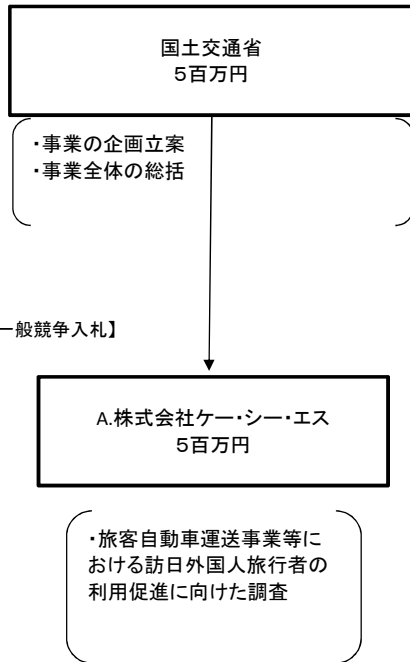 国土交通省
5百万円
・事業の企画立案
・事業全体の総括
一般競争入札】
A.株式会社ケー・シー・エス
5百万円
・旅客自動車運送事業等に
おける訪日外国人旅行者の
利用促進に向けた調査